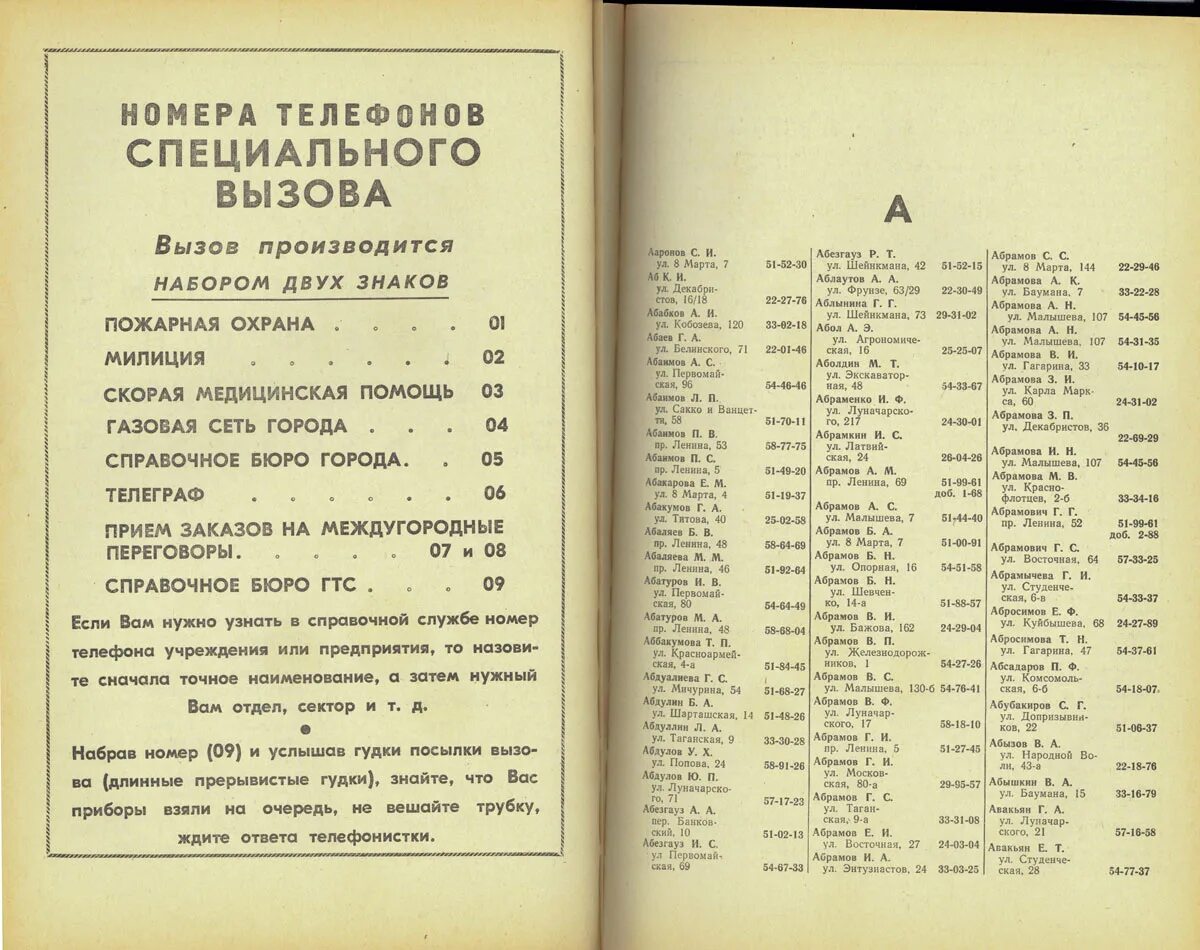 НОМЕРА ТЕЛЕФОНОВ
СПЕЦИАЛЬНОГО
ВЫЗОВА
Вызов производится
НАБОРОМ ДВУХ ЗНАКОВ
ПОЖАРНАЯ ОХРАНА . . . . 01
МИЛИЦИЯ . . . . . . 02
СКОРАЯ МЕДИЦИНСКАЯ ПОМОЩЬ 03
ГАЗОВАЯ СЕТЬ ГОРОДА . . . 04
СПРАВОЧНОЕ БЮРО ГОРОДА. . 05
ТЕЛЕГРАФ . . . . . . 06
ПРИЕМ ЗАКАЗОВ НА МЕЖДУГОРОДНЫЕ
ПЕРЕГОВОРЫ. . . . . 07 и 08
СПРАВОЧНОЕ БЮРО ГТС . . . 09
Если Вам нужно узнать в справочной службе номер
телефона учреждения или предприятия, то назови-
те сначала точное наименование, а затем нужный
Вам отдел, сектор и т. д.
●
Набрав номер (09) и услышав гудки посылки вызо-
ва (длинные прерывистые гудки), знайте, что Вас
приборы взяли на очередь, не вешайте трубку,
ждите ответа телефонистки.
А
Ааронов С. И.
ул. 8 Марта, 7 51-52-30
Аб К. И.
ул. Декабри-
стов, 16/18 22-27-76
Абабков А. И.
ул. Кобозева, 120 33-02-18
Абаев Г. А.
ул. Белинского, 71 22-01-46
Абаимов А. С.
ул. Первомай-
ская, 96 54-46-46
Абаимов Л. П.
ул. Сакко и Ванцет-
ти, 58 51-70-11
Абаимов П. В.
пр. Ленина, 53 58-77-75
Абаимов П. С.
пр. Ленина, 5 51-49-20
Абакарова Е. М.
ул. 8 Марта, 4 51-19-37
Абакумов Г. А.
ул. Титова, 40 25-02-58
Абаляев Б. В.
пр. Ленина, 48 58-64-69
Абаляева М. М.
пр. Ленина, 46 51-92-64
Абатуров И. В.
ул. Первомай-
ская, 80 54-64-49
Абатуров М. А.
пр. Ленина, 48 58-68-04
Аббакумова Т. П.
ул. Красноармей-
ская, 4-а 51-84-45
Абдуалиева Г. С.
ул. Мичурина, 54 51-68-27
Абдулин Б. А.
ул. Шарташская, 14 51-48-26
Абдуллин Л. А.
ул. Таганская, 9 33-30-28
Абдулов У. Х.
ул. Попова, 24 58-91-26
Абдулов Ю. П.
ул. Луначарско-
го, 71 57-17-23
Абезгауз А. А.
пер. Банков-
ский, 10 51-02-13
Абезгауз И. С.
ул Первомай-
ская, 69 54-67-33
Абезгауз Р. Т.
ул. Шейнкмана, 42 51-52-15
Аблаутов А. А.
ул. Фрунзе, 63/29 22-30-49
Аблынина Г. Г.
ул. Шейнкмана, 73 29-31-02
Абол А. Э.
ул. Агрономиче-
ская, 16 25-25-07
Аболдин М. Т.
ул. Экскаватор-
ная, 48 54-33-67
Абраменко И. Ф.
ул. Луначарско-
го, 217 24-30-01
Абрамкин И. С.
ул. Латвий-
ская, 24 26-04-26
Абрамов А. М.
пр. Ленина, 69 51-99-61
доб. 1-68
Абрамов А. С.
ул. Малышева, 7 51-44-40
Абрамов Б. А.
ул. 8 Марта, 7 51-00-91
Абрамов Б. Н.
ул. Опорная, 16 54-51-58
Абрамов Б. Н.
ул. Шевчен-
ко, 14-а 51-88-57
Абрамов В. И.
ул. Бажова, 162 24-29-04
Абрамов В. П.
ул. Железнодорож-
ников, 1 54-27-26
Абрамов В. С.
ул. Малышева, 130-б 54-76-41
Абрамов В. Ф.
ул. Луначар-
ского, 17 58-18-10
Абрамов Г. И.
пр. Ленина, 5 51-27-45
Абрамов Г. И.
ул. Москов-
ская, 80-а 29-95-57
Абрамов Г. С.
ул. Таган-
ская, 9-а 33-31-08
Абрамов Е. И.
ул. Восточная, 27 24-03-04
Абрамов И. А.
ул. Энтузиастов, 24 33-03-25
Абрамов С. С.
ул. 8 Марта, 144 22-29-46
Абрамова А. К.
ул. Баумана, 7 33-22-28
Абрамова А. Н.
ул. Малышева, 107 54-45-56
Абрамова А. Н.
ул. Малышева, 107 54-31-35
Абрамова В. И.
ул. Гагарина, 33 54-10-17
Абрамова З. И.
ул. Карла Марк-
са, 60 24-31-02
Абрамова З. П.
ул. Декабристов, 36
22-69-29
Абрамова И. Н.
ул. Малышева, 107 54-45-56
Абрамова М. В.
ул. Красно-
флотцев, 2-б 33-34-16
Абрамович Г. Г.
пр. Ленина, 52 51-99-61
доб. 2-88
Абрамович Г. С.
ул. Восточная, 64 57-33-25
Абрамычева Г. И.
ул. Студенче-
ская, 6-в 54-33-37
Абросимов Е. Ф.
ул. Куйбышева, 68 24-27-89
Абросимова Т. Н.
ул. Гагарина, 47 54-37-61
Абсадаров П. Ф.
ул. Комсомоль-
ская, 6-б 54-18-07
Абубакиров С. Г.
ул. Допризывни-
ков, 22 51-06-37
Абызов В. А.
ул. Народной Во-
ли, 43-а 22-18-76
Абышкин В. А.
ул. Баумана, 15 33-16-79
Авакьян Г. А.
ул. Луначар-
ского, 21 57-16-58
Авакьян Е. Т.
ул. Студенче-
ская, 28 54-77-37